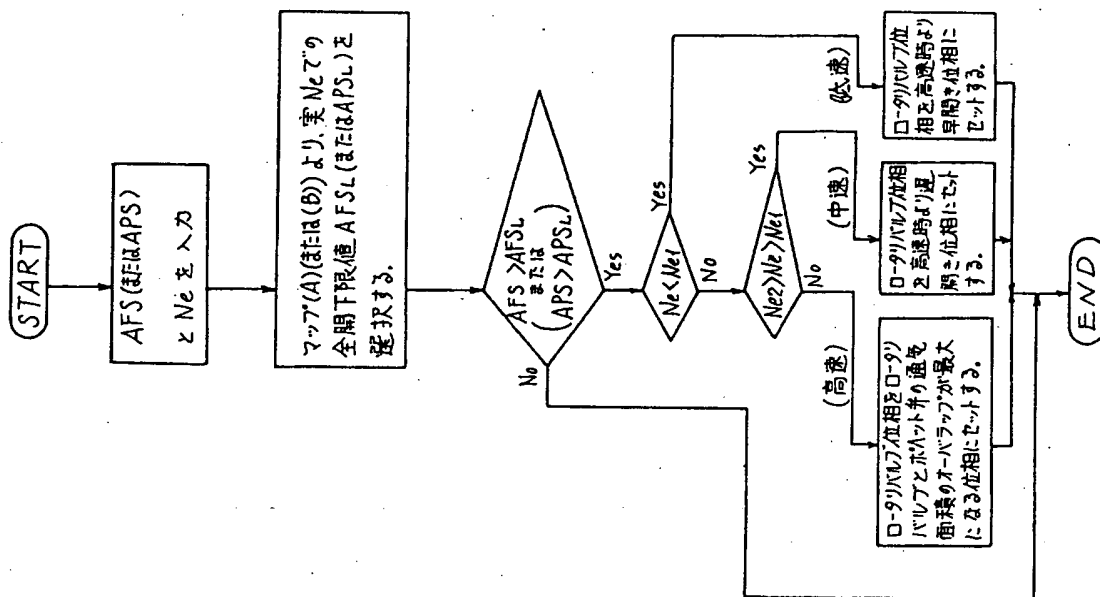 START
AFS(またはAPS)
とNeを入力
マップ(A)(または(B))より、実Neでの
全開下限値AFSL(またはAPSL)を
選択する。
AFS>AFSL
または
(APS>APSL)
No
Yes
Ne<Ne1
Yes
No
Ne2>Ne>Ne1
Yes
No
(高速)
(中速)
(低速)
ロータリバルブ位相をロータリ
バルブとポペット弁の通気
面積のオーバラップが最大
になる位相にセットする。
ロータリバルブ位相
を高速時より遅
開き位相にセット
する。
ロータリバルブ位
相を高速時より
早開き位相に
セットする。
END